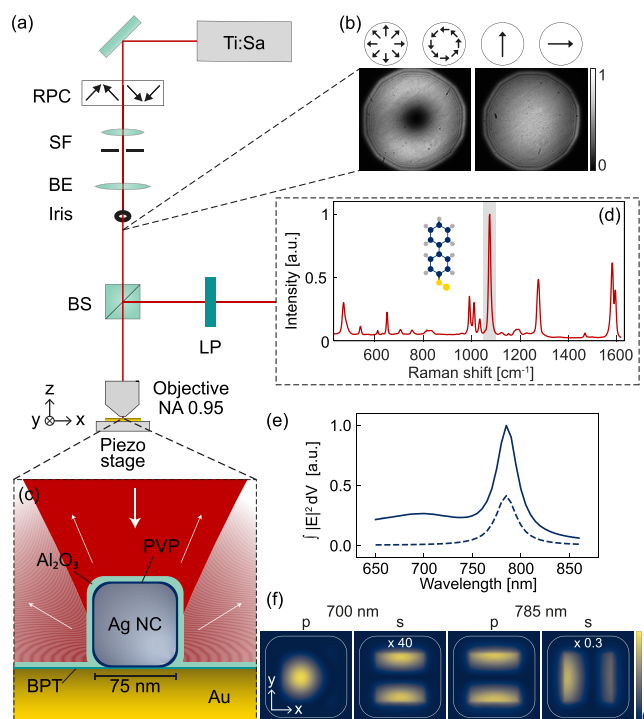 (a)
Ti:Sa
RPC
SF
BE
Iris
BS
LP
Objective
NA 0.95
Piezo
stage
z
y
x
(b)
1
0
(d)
Intensity [a.u.]
1
0.5
0
600
800
1000
1200
1400
1600
Raman shift [cm⁻¹]
(c)
Al₂O₃
PVP
Ag NC
BPT
75 nm
Au
(e)
∫|E|² dV [a.u.]
1.0
0.5
0.0
650
700
750
800
850
Wavelength [nm]
(f)
700 nm
785 nm
p
s
p
s
x 40
x 0.3
y
x